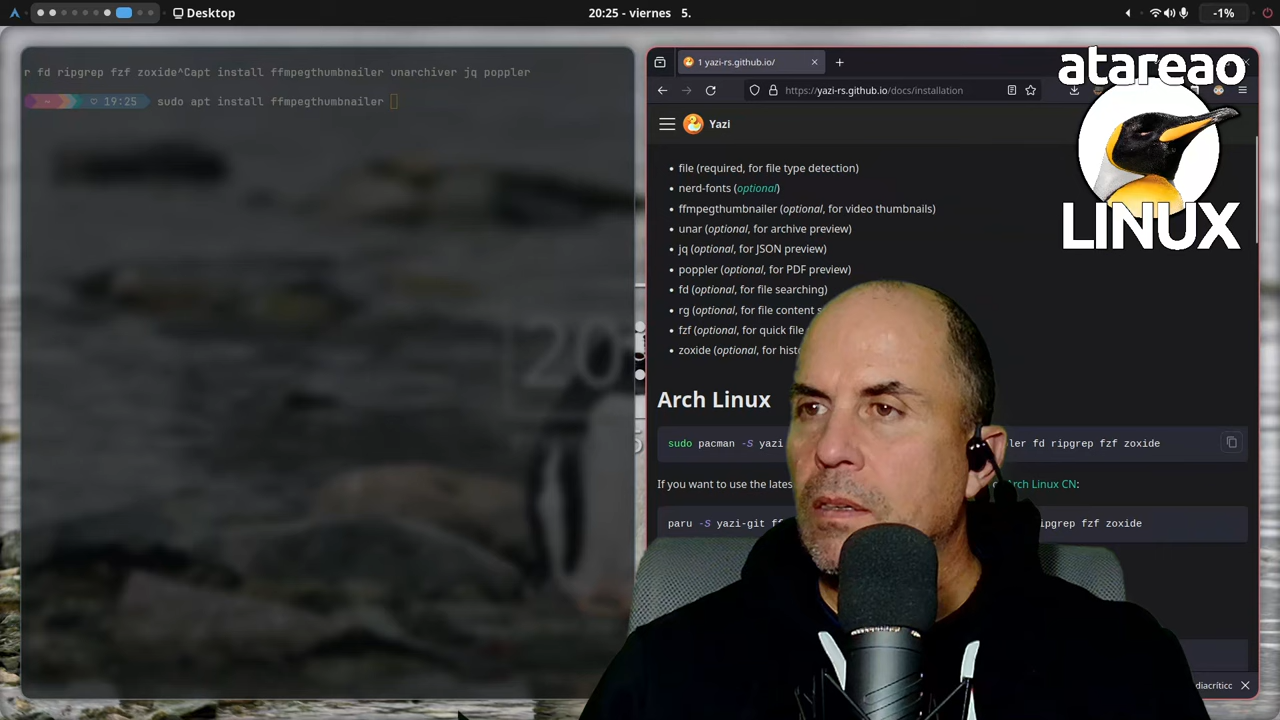 Desktop
20:25 - viernes 5.
-1%
r fd ripgrep fzf zoxide^Capt install ffmpegthumbnailer unarchiver jq poppler
~ ♡ 19:25 sudo apt install ffmpegthumbnailer
1 yazi-rs.github.io/
https://yazi-rs.github.io/docs/installation
Yazi
• file (required, for file type detection)
• nerd-fonts (optional)
• ffmpegthumbnailer (optional, for video thumbnails)
• unar (optional, for archive preview)
• jq (optional, for JSON preview)
• poppler (optional, for PDF preview)
• fd (optional, for file searching)
• rg (optional, for file content
• fzf (optional, for quick file
• zoxide (optional, for
Arch Linux
sudo pacman -S yazi ler fd ripgrep fzf zoxide
If you want to use the Arch Linux CN:
paru -S yazi-git ripgrep fzf zoxide
atareao
LINUX
20